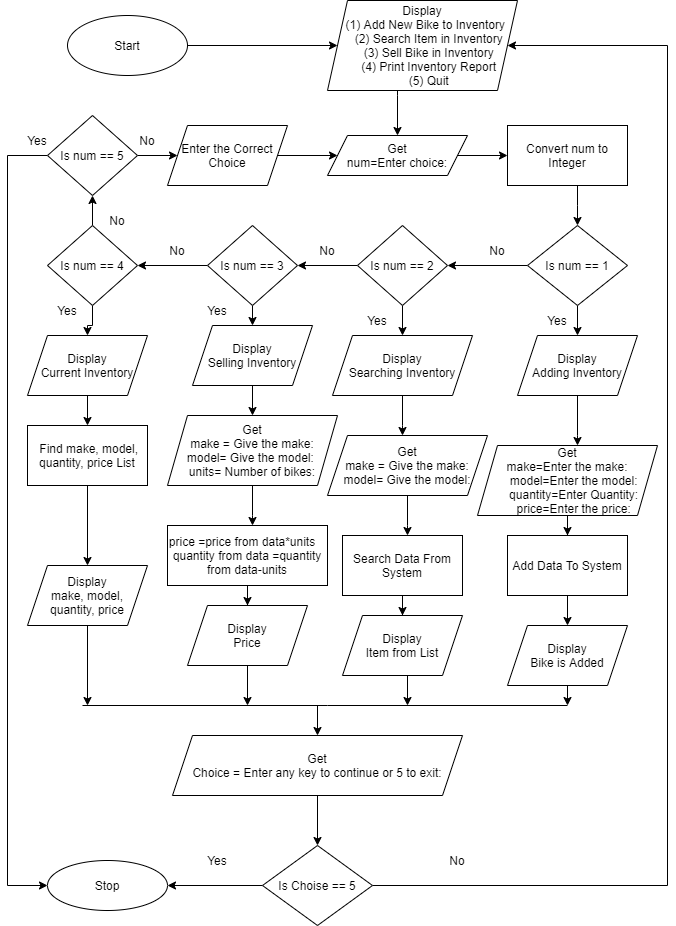 Start
Display
(1) Add New Bike to Inventory
(2) Search Item in Inventory
(3) Sell Bike in Inventory
(4) Print Inventory Report
(5) Quit
Yes
Is num == 5
No
Enter the Correct
Choice
Get
num=Enter choice:
Convert num to
Integer
No
Is num == 4
No
Is num == 3
No
Is num == 2
No
Is num == 1
Yes
Yes
Yes
Yes
Display
Current Inventory
Display
Selling Inventory
Display
Searching Inventory
Display
Adding Inventory
Find make, model,
quantity, price List
Get
make = Give the make:
model= Give the model:
units= Number of bikes:
Get
make = Give the make:
model= Give the model:
Get
make=Enter the make:
model=Enter the model:
quantity=Enter Quantity:
price=Enter the price:
price =price from data*units
quantity from data =quantity
from data-units
Search Data From
System
Add Data To System
Display
make, model,
quantity, price
Display
Price
Display
Item from List
Display
Bike is Added
Get
Choice = Enter any key to continue or 5 to exit:
Yes
No
Stop
Is Choise == 5